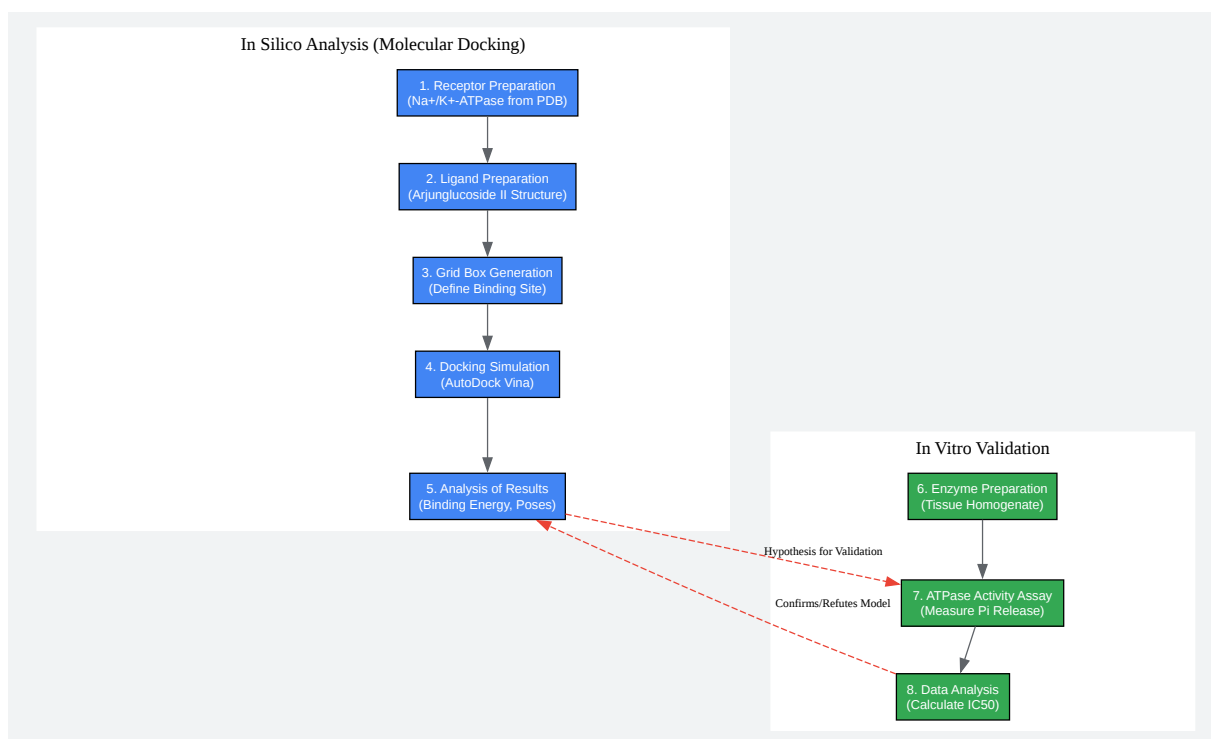 In Silico Analysis (Molecular Docking)
1. Receptor Preparation
(Na+/K+-ATPase from PDB)
2. Ligand Preparation
(Arjunglucoside II Structure)
3. Grid Box Generation
(Define Binding Site)
4. Docking Simulation
(AutoDock Vina)
5. Analysis of Results
(Binding Energy, Poses)
In Vitro Validation
6. Enzyme Preparation
(Tissue Homogenate)
Hypothesis for Validation
7. ATPase Activity Assay
(Measure Pi Release)
Confirms/Refutes Model
8. Data Analysis
(Calculate IC50)